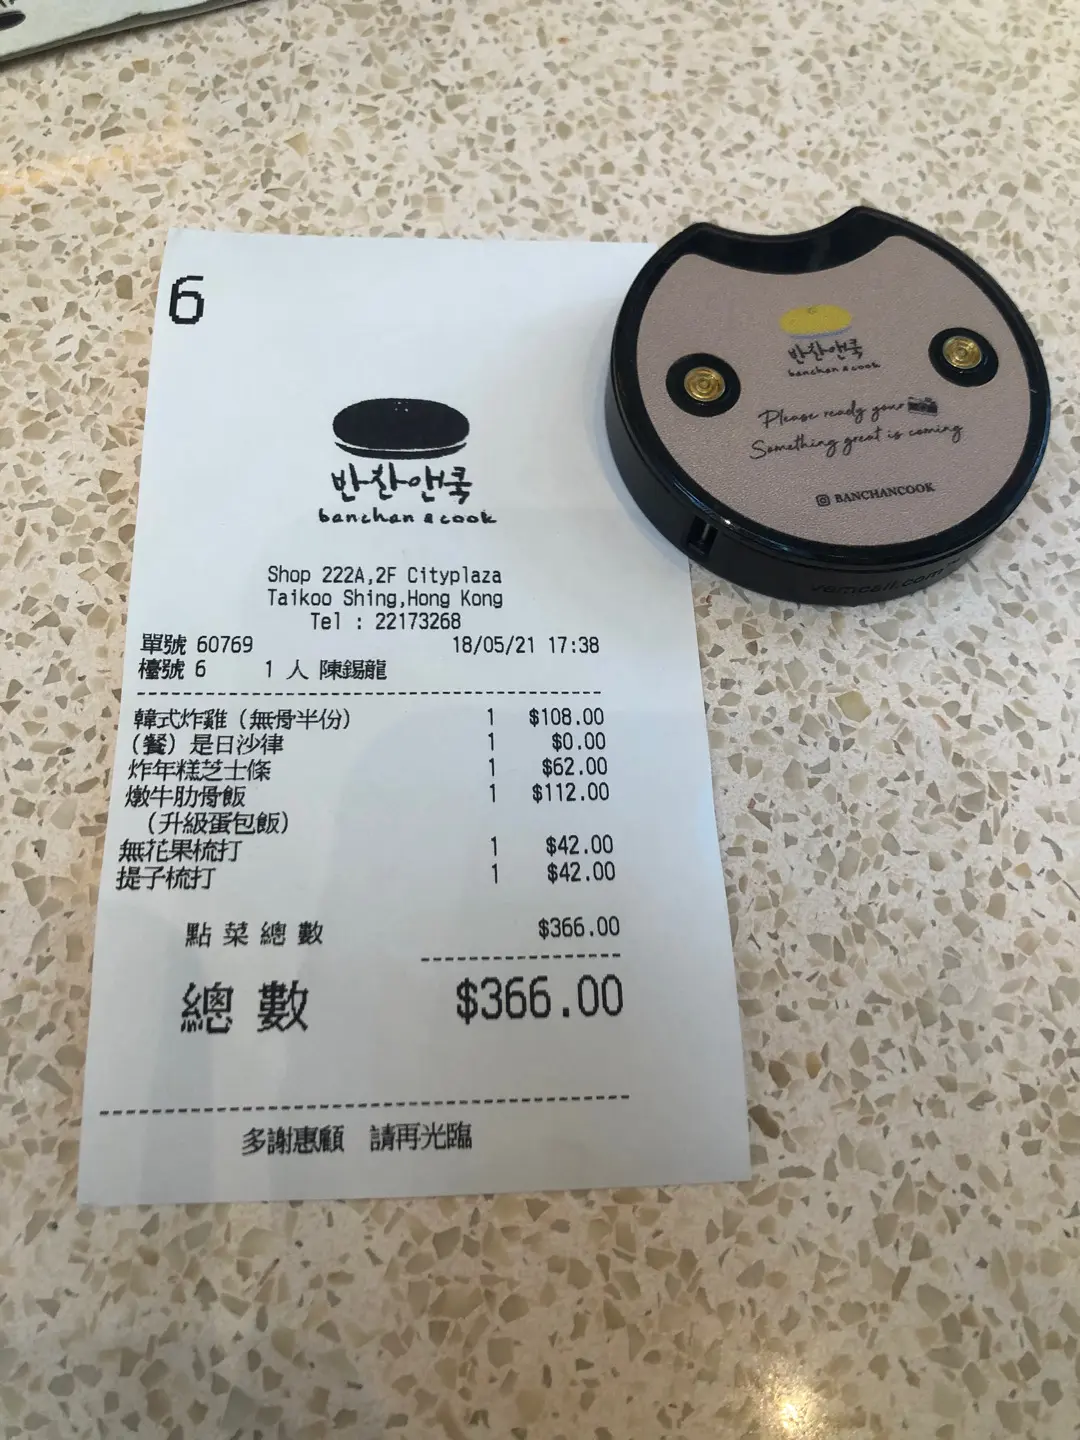 6
반찬앤쿡
banchan & cook
Shop 222A,2F Cityplaza
Taikoo Shing,Hong Kong
Tel : 22173268
單號 60769 18/05/21 17:38
檯號 6 1 人 陳錫龍
韓式炸雞(無骨半份) 1 $108.00
(餐)是日沙律 1 $0.00
炸年糕芝士條 1 $62.00
燉牛肋骨飯 1 $112.00
(升級蛋包飯)
無花果梳打 1 $42.00
提子梳打 1 $42.00
點菜總數 $366.00
總數 $366.00
多謝惠顧 請再光臨
반찬앤쿡
banchan & cook
Please ready your
Something great is coming
BANCHANCOOK